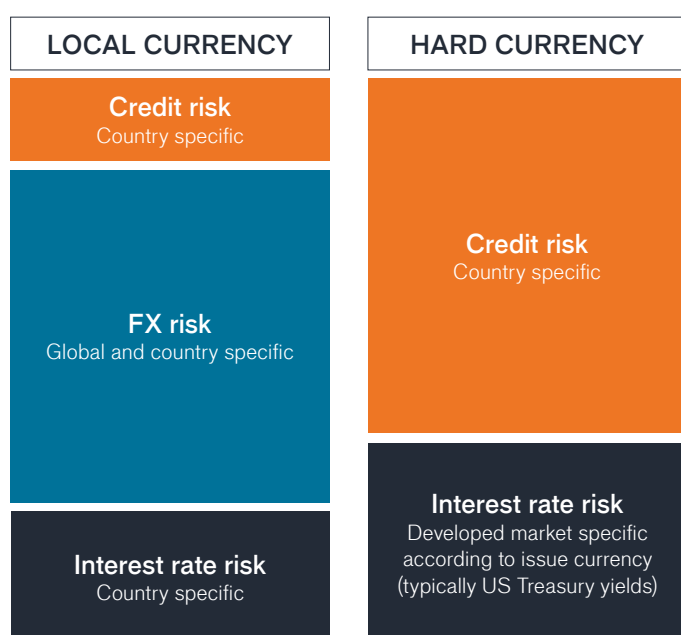 LOCAL CURRENCY
Credit risk
Country specific
FX risk
Global and country specific
Interest rate risk
Country specific
HARD CURRENCY
Credit risk
Country specific
Interest rate risk
Developed market specific
according to issue currency
(typically US Treasury yields)